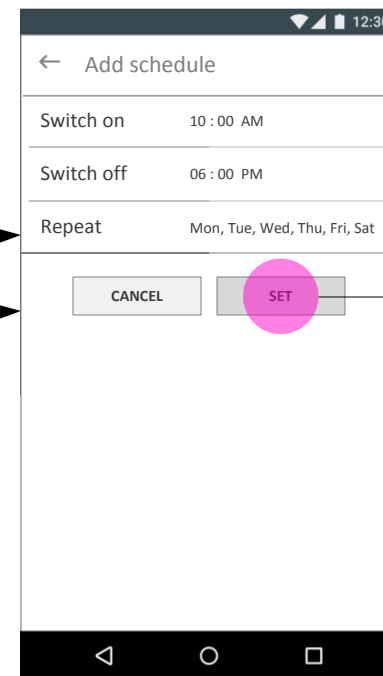 12:30
Add schedule
Switch on 10 : 00 AM
Switch off 06 : 00 PM
Repeat Mon, Tue, Wed, Thu, Fri, Sat
CANCEL SET